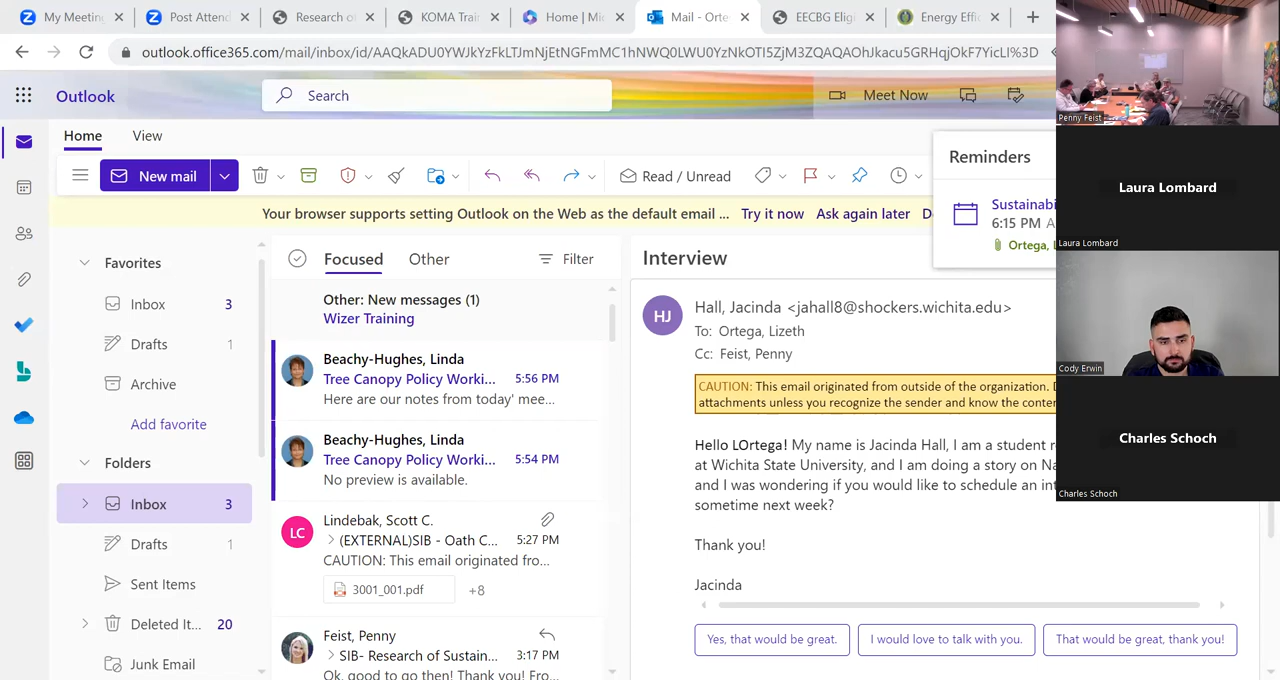 My Meeting
Post Attend
Research o
KOMA Trai
Home | Mi
Mail - Orte
EECBG Elig
Energy Effi
outlook.office365.com/mail/inbox/id/AAQkADU0YWJkYzFkLTJmNjEtNGFmMC1hNWQ0LWU0YzNkOTI5ZjM3ZQAQAOhJkacu5GRHqjOkF7YicLI%3D
Outlook
Search
Meet Now
Home
View
New mail
Read / Unread
Your browser supports setting Outlook on the Web as the default email ...
Try it now
Ask again later
D
Reminders
Sustainabi
6:15 PM A
Ortega, L
Favorites
Inbox 3
Drafts 1
Archive
Add favorite
Folders
Inbox 3
Drafts 1
Sent Items
Deleted It... 20
Junk Email
Focused
Other
Filter
Other: New messages (1)
Wizer Training
Beachy-Hughes, Linda
Tree Canopy Policy Worki... 5:56 PM
Here are our notes from today' mee...
Beachy-Hughes, Linda
Tree Canopy Policy Worki... 5:54 PM
No preview is available.
LC
Lindebak, Scott C.
(EXTERNAL)SIB - Oath C... 5:27 PM
CAUTION: This email originated fro...
3001_001.pdf +8
Feist, Penny
SIB- Research of Sustain... 3:17 PM
Ok, good to go then! Thank you! Fro...
Interview
HJ
Hall, Jacinda <jahall8@shockers.wichita.edu>
To: Ortega, Lizeth
Cc: Feist, Penny
CAUTION: This email originated from outside of the organization. D
attachments unless you recognize the sender and know the conten
Hello LOrtega! My name is Jacinda Hall, I am a student r
at Wichita State University, and I am doing a story on Na
and I was wondering if you would like to schedule an int
sometime next week?
Thank you!
Jacinda
Yes, that would be great.
I would love to talk with you.
That would be great, thank you!
Penny Feist
Laura Lombard
Laura Lombard
Cody Erwin
Charles Schoch
Charles Schoch